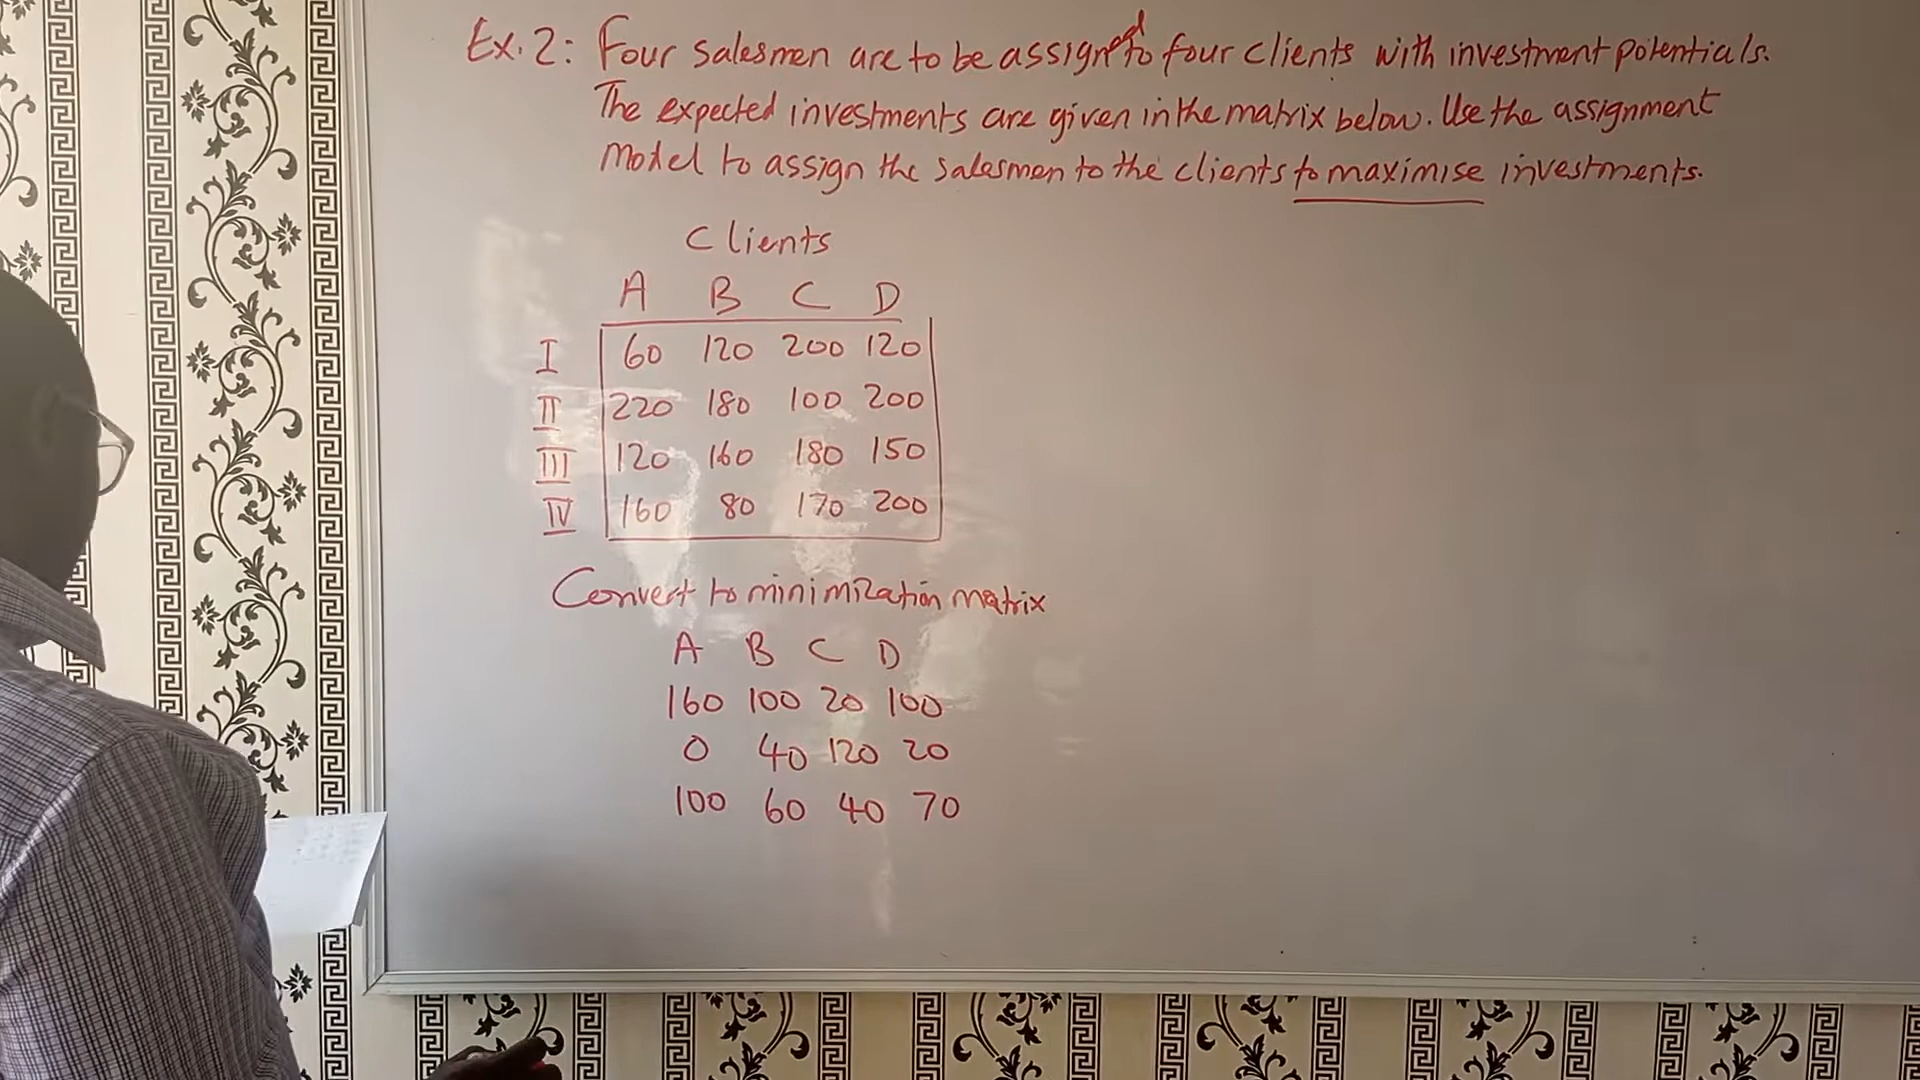 Ex. 2: Four salesmen are to be assigned to four clients with investment potentials.
The expected investments are given in the matrix below. Use the assignment
Model to assign the salesmen to the clients to maximise investments.
Clients
A B C D
I 60 120 200 120
II 220 180 100 200
III 120 160 180 150
IV 160 80 170 200
Convert to minimization matrix
A B C D
160 100 20 100
0 40 120 20
100 60 40 70